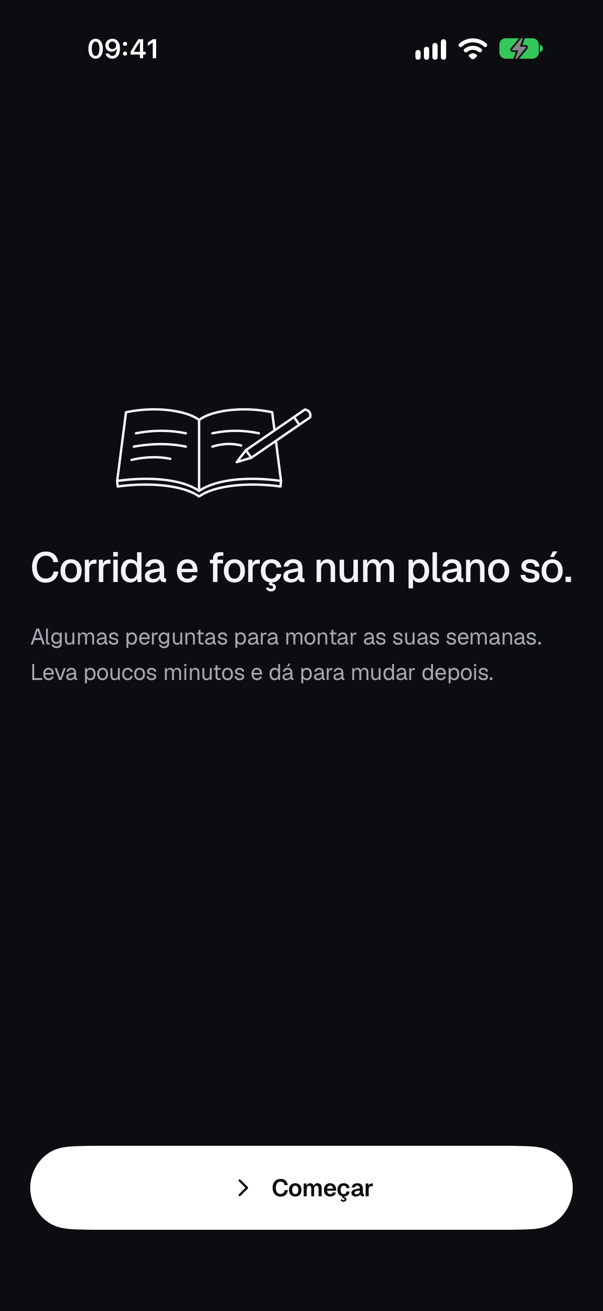 09:41
Corrida e força num plano só.
Algumas perguntas para montar as suas semanas.
Leva poucos minutos e dá para mudar depois.
Começar